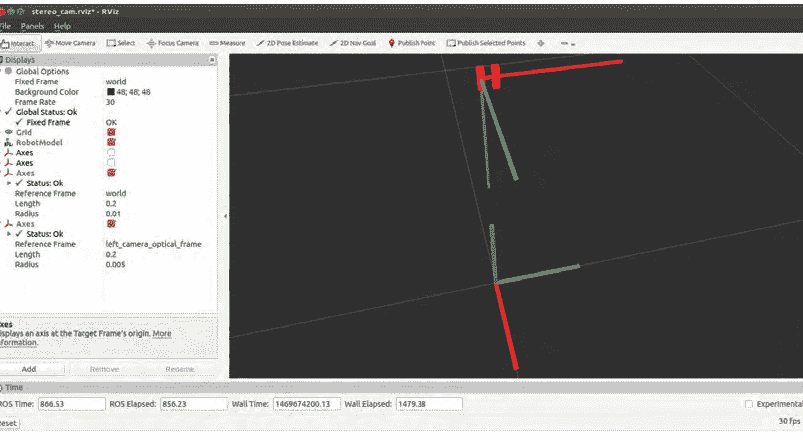 stereo_cam.rviz* - RViz
File Panels Help
Interact Move Camera Select Focus Camera Measure 2D Pose Estimate 2D Nav Goal Publish Point Publish Selected Points
Displays
Global Options
Fixed Frame world
Background Color 48; 48; 48
Frame Rate 30
Global Status: Ok
Fixed Frame OK
Grid
RobotModel
Axes
Axes
Axes
Status: Ok
Reference Frame world
Length 0.2
Radius 0.01
Axes
Status: Ok
Reference Frame left_camera_optical_frame
Length 0.2
Radius 0.005
xes
isplays an axis at the Target Frame's origin. More
nformation.
Add Remove Rename
Time
ROS Time: 866.53 ROS Elapsed: 856.23 Wall Time: 1469674200.13 Wall Elapsed: 1479.38 Experimental
Reset 30 fps